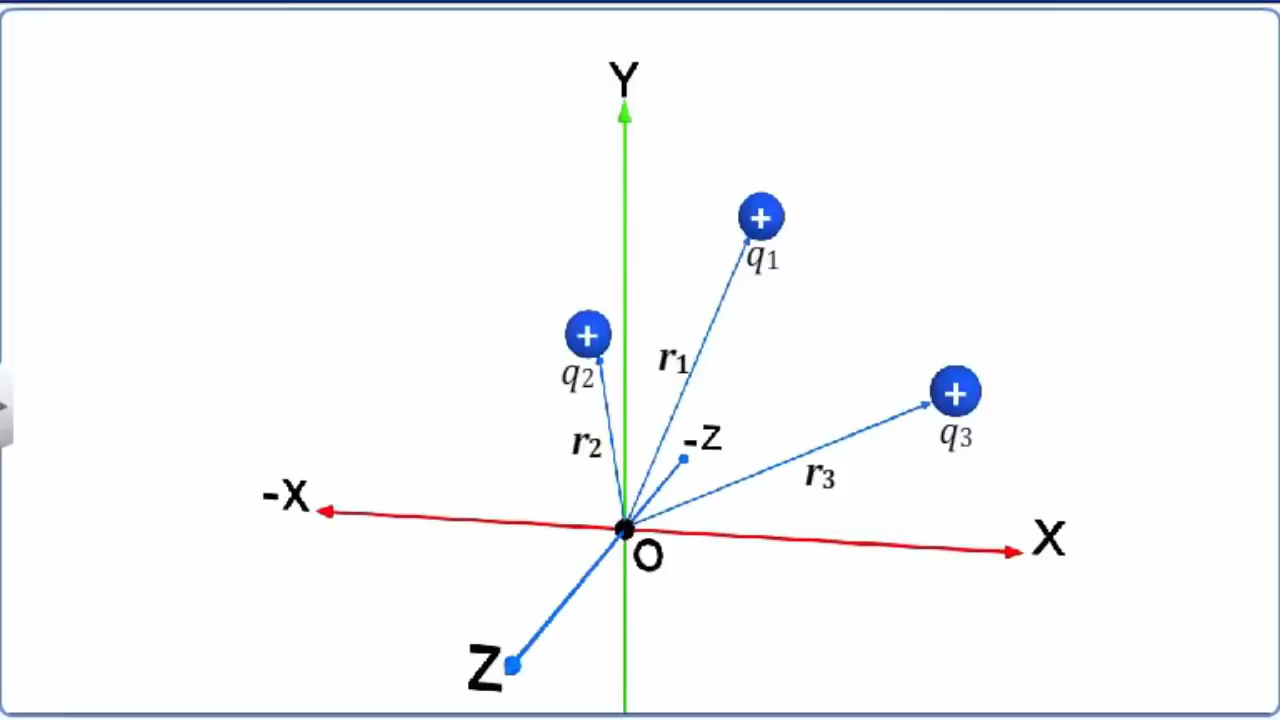 Y
+
q1
+
q2
r1
+
q3
r2
-Z
r3
-X
O
X
Z